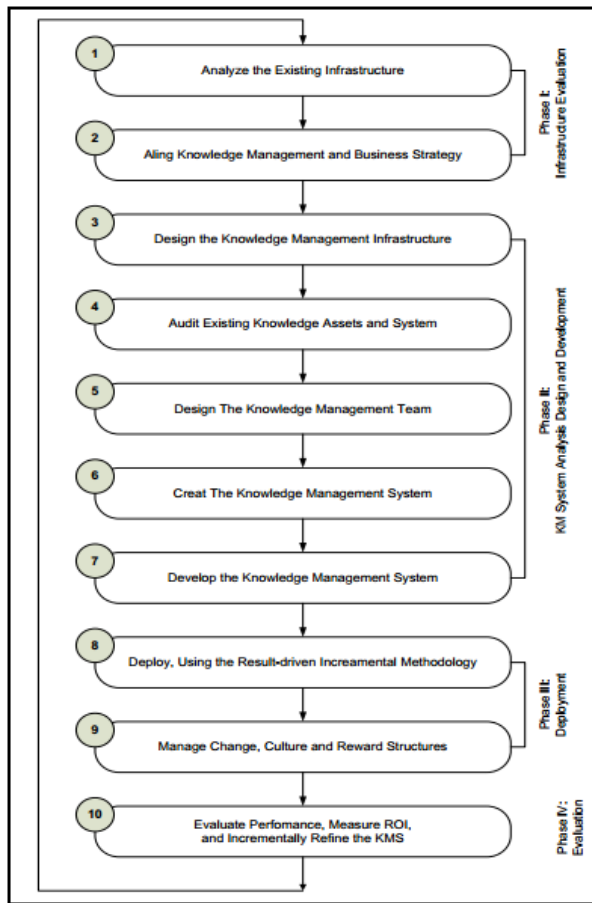 1
Analyze the Existing Infrastructure
2
Aling Knowledge Management and Business Strategy
Phase I:
Infrastructure Evaluation
3
Design the Knowledge Management Infrastructure
4
Audit Existing Knowledge Assets and System
5
Design The Knowledge Management Team
6
Creat The Knowledge Management System
7
Develop the Knowledge Management System
Phase II:
KM System Analysis Design and Development
8
Deploy, Using the Result-driven Increamental Methodology
9
Manage Change, Culture and Reward Structures
Phase III:
Deployment
10
Evaluate Perfomance, Measure ROI,
and Incrementally Refine the KMS
Phase IV:
Evaluation